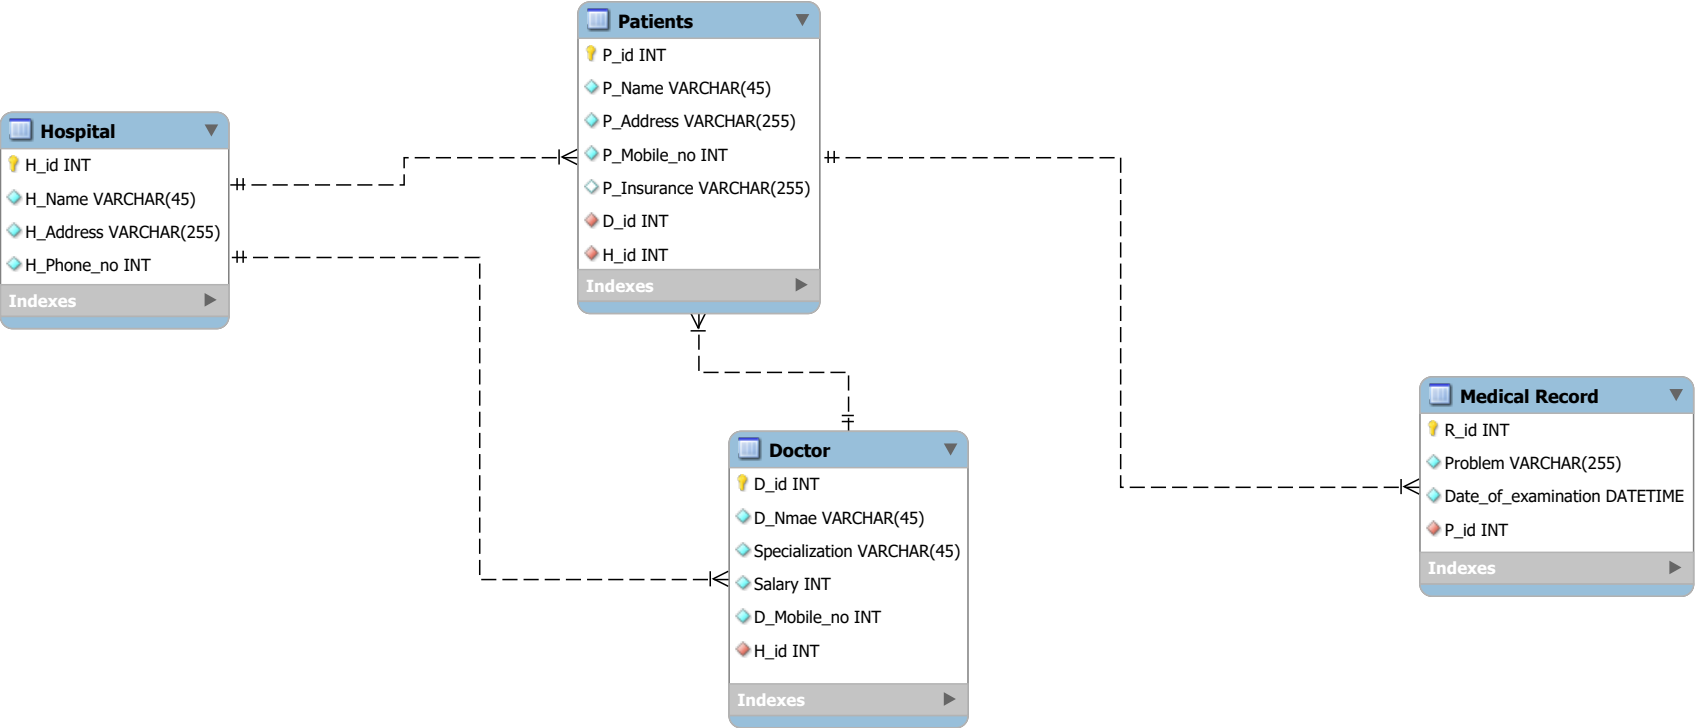 Patients
P_id INT
P_Name VARCHAR(45)
P_Address VARCHAR(255)
P_Mobile_no INT
P_Insurance VARCHAR(255)
D_id INT
H_id INT
Indexes
Hospital
H_id INT
H_Name VARCHAR(45)
H_Address VARCHAR(255)
H_Phone_no INT
Indexes
Doctor
D_id INT
D_Nmae VARCHAR(45)
Specialization VARCHAR(45)
Salary INT
D_Mobile_no INT
H_id INT
Indexes
Medical Record
R_id INT
Problem VARCHAR(255)
Date_of_examination DATETIME
P_id INT
Indexes